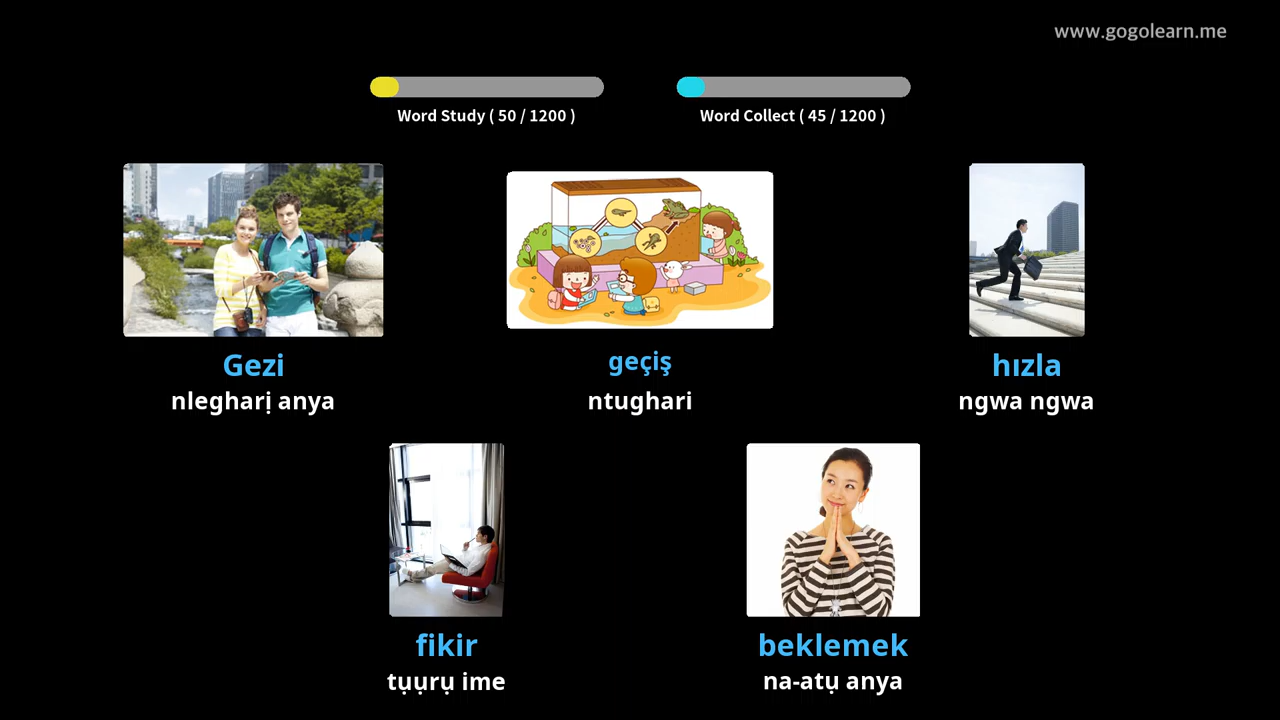 www.gogolearn.me
Word Study ( 50 / 1200 )
Word Collect ( 45 / 1200 )
Gezi
nlegharị anya
geçiş
ntughari
hızla
ngwa ngwa
fikir
tụụrụ ime
beklemek
na-atụ anya